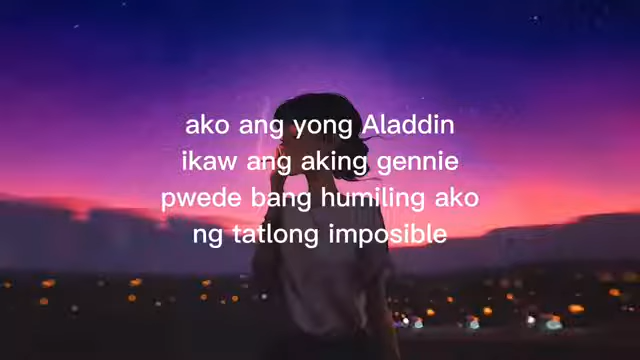 ako ang yong Aladdin
ikaw ang aking gennie
pwede bang humiling ako
ng tatlong imposible